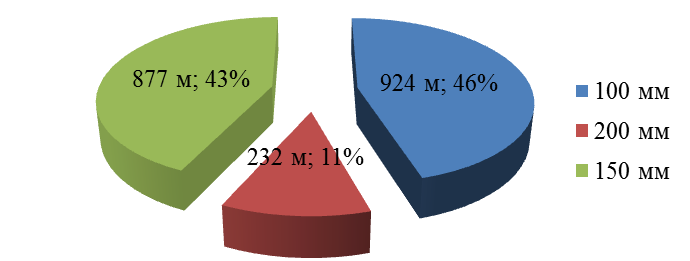 877 м; 43%
924 м; 46%
232 м; 11%
100 мм
200 мм
150 мм